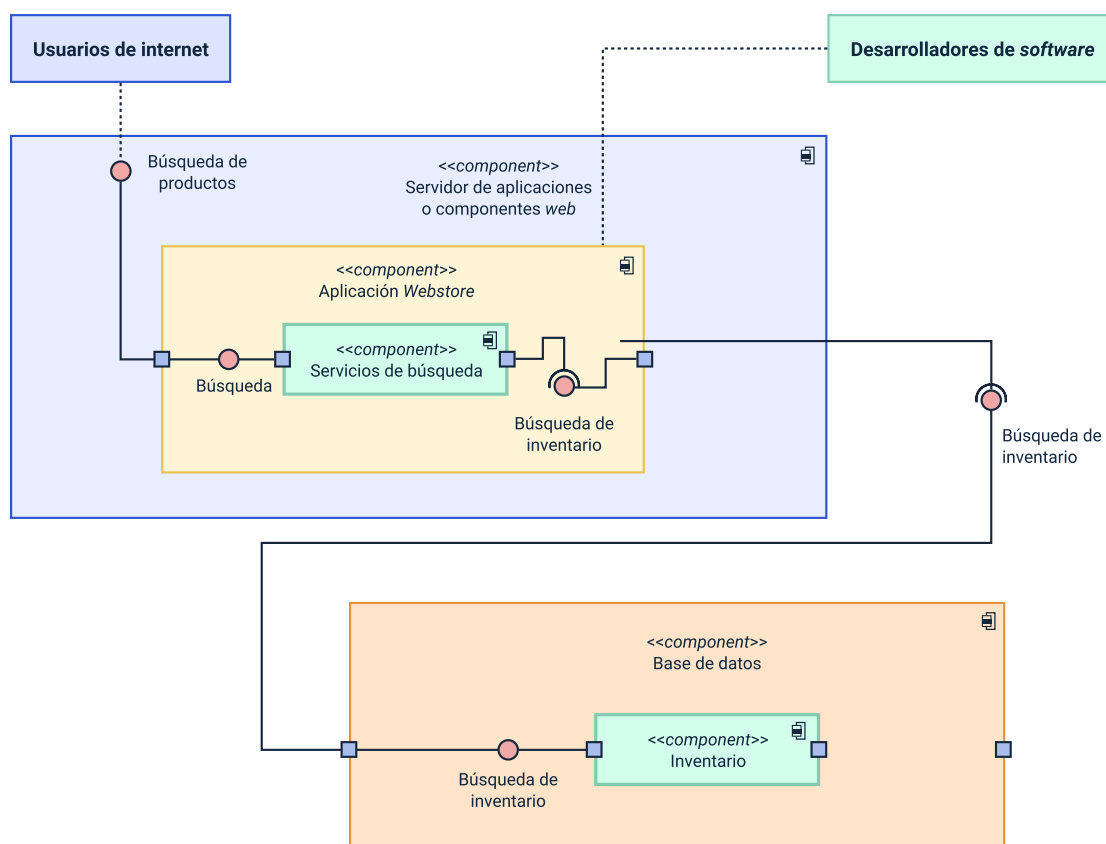 Usuarios de internet
Desarrolladores de software
Búsqueda de
productos
<<component>>
Servidor de aplicaciones
o componentes web
<<component>>
Aplicación Webstore
<<component>>
Servicios de búsqueda
Búsqueda
Búsqueda de
inventario
Búsqueda de
inventario
<<component>>
Base de datos
<<component>>
Inventario
Búsqueda de
inventario